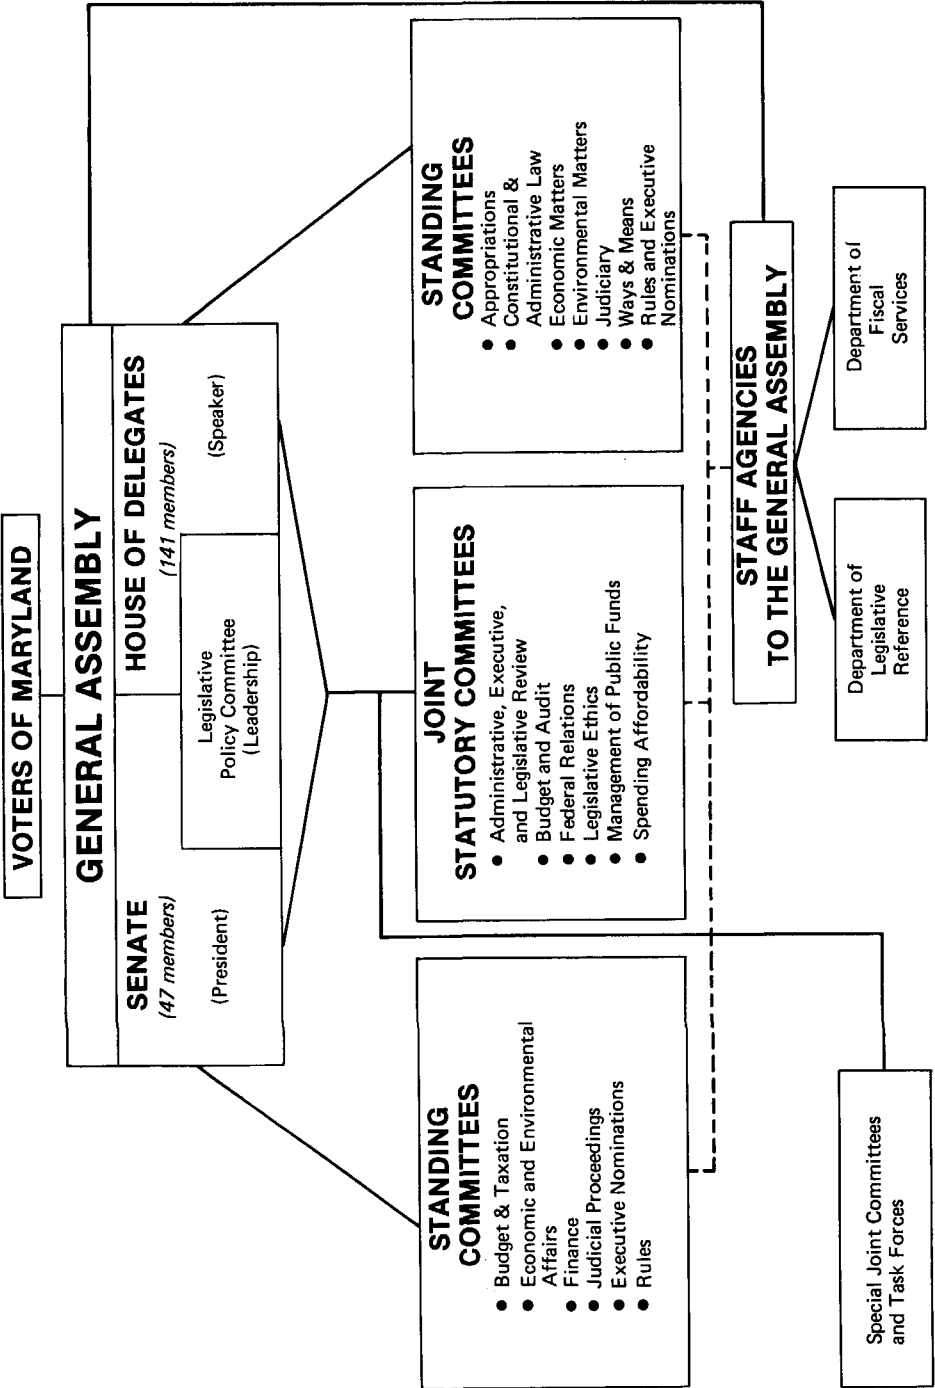 VOTERS OF MARYLAND
GENERAL ASSEMBLY
SENATE
(47 members)
(President)
HOUSE OF DELEGATES
(141 members)
(Speaker)
Legislative
Policy Committee
(Leadership)
STANDING
COMMITTEES
● Budget & Taxation
● Economic and Environmental
Affairs
● Finance
● Judicial Proceedings
● Executive Nominations
● Rules
JOINT
STATUTORY COMMITTEES
● Administrative, Executive,
and Legislative Review
● Budget and Audit
● Federal Relations
● Legislative Ethics
● Management of Public Funds
● Spending Affordability
STANDING
COMMITTEES
● Appropriations
● Constitutional &
Administrative Law
● Economic Matters
● Environmental Matters
● Judiciary
● Ways & Means
● Rules and Executive
Nominations
STAFF AGENCIES
TO THE GENERAL ASSEMBLY
Special Joint Committees
and Task Forces
Department of
Legislative
Reference
Department of
Fiscal
Services